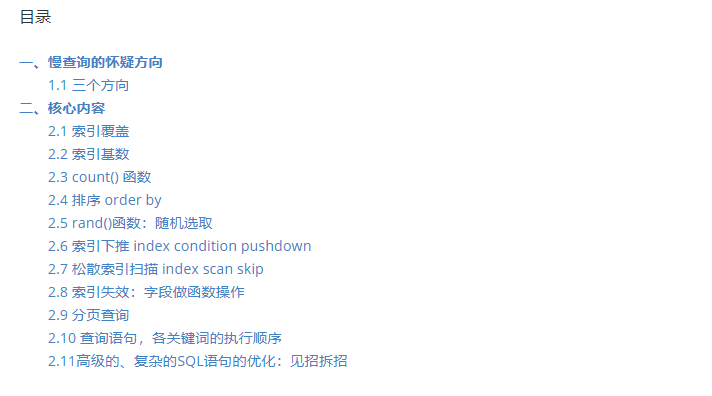 目录
一、慢查询的怀疑方向
1.1 三个方向
二、核心内容
2.1 索引覆盖
2.2 索引基数
2.3 count() 函数
2.4 排序 order by
2.5 rand()函数：随机选取
2.6 索引下推 index condition pushdown
2.7 松散索引扫描 index scan skip
2.8 索引失效：字段做函数操作
2.9 分页查询
2.10 查询语句，各关键词的执行顺序
2.11高级的、复杂的SQL语句的优化：见招拆招